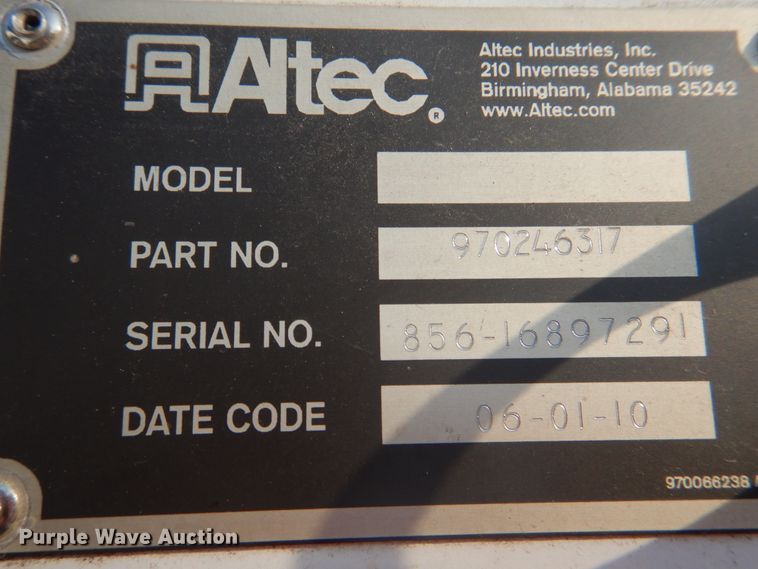 Altec®
Altec Industries, Inc.
210 Inverness Center Drive
Birmingham, Alabama 35242
www.Altec.com
MODEL
PART NO. 970246317
SERIAL NO. 856-16897291
DATE CODE 06-01-10
970066238
Purple Wave Auction